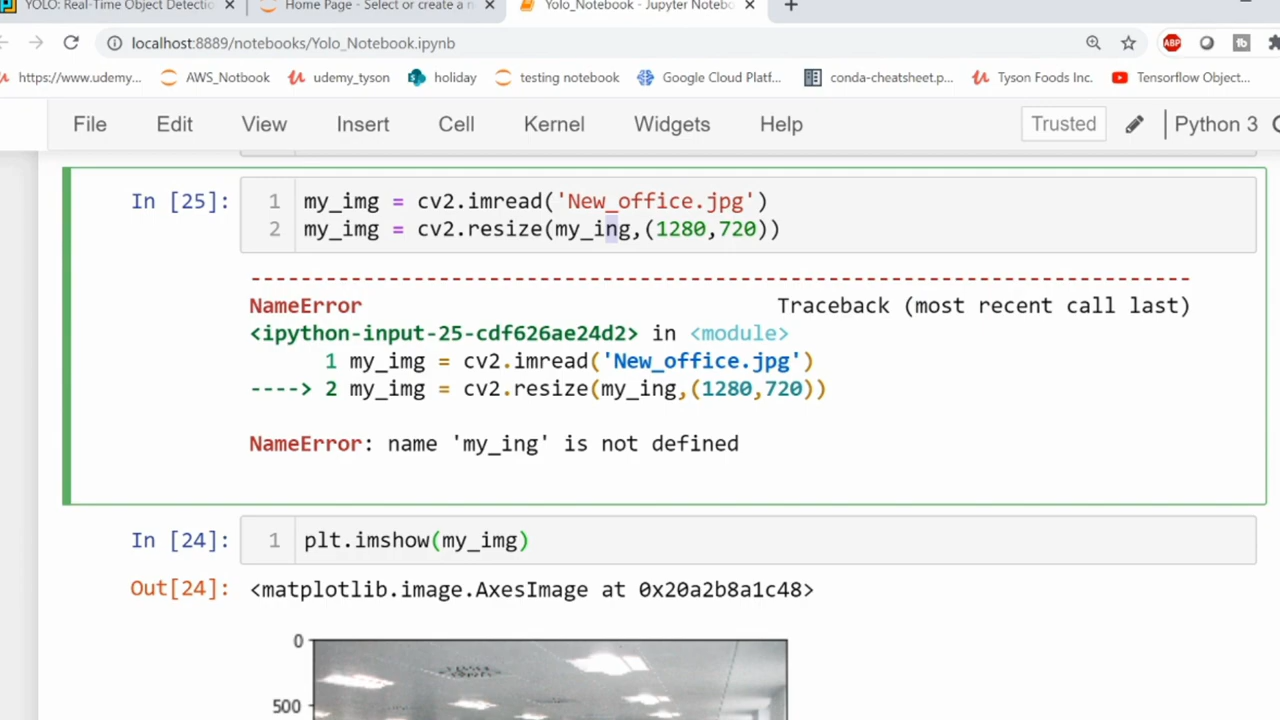 YOLO: Real-Time Object Detectio
Home Page - Select or create a n
Yolo_Notebook - Jupyter Notebo
localhost:8889/notebooks/Yolo_Notebook.ipynb
ABP
tb
https://www.udemy...
AWS_Notbook
udemy_tyson
holiday
testing notebook
Google Cloud Platf...
conda-cheatsheet.p...
Tyson Foods Inc.
Tensorflow Object...
File
Edit
View
Insert
Cell
Kernel
Widgets
Help
Trusted
Python 3
In [25]:
1 my_img = cv2.imread('New_office.jpg')
2 my_img = cv2.resize(my_ing,(1280,720))
---------------------------------------------------------------------------
NameError Traceback (most recent call last)
<ipython-input-25-cdf626ae24d2> in <module>
1 my_img = cv2.imread('New_office.jpg')
----> 2 my_img = cv2.resize(my_ing,(1280,720))
NameError: name 'my_ing' is not defined
In [24]:
1 plt.imshow(my_img)
Out[24]: <matplotlib.image.AxesImage at 0x20a2b8a1c48>
0
500